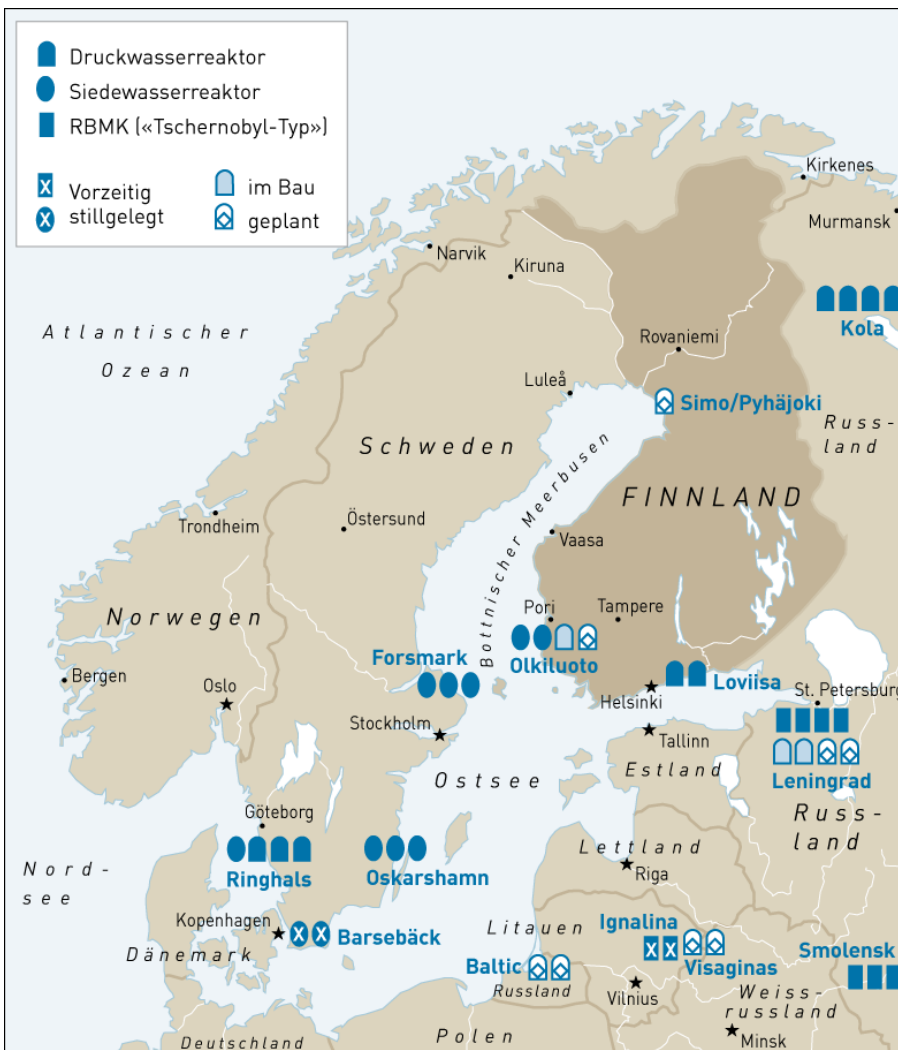 Druckwasserreaktor
Siedewasserreaktor
RBMK («Tschernobyl-Typ»)
Vorzeitig
stillgelegt
im Bau
geplant
Kirkenes
Murmansk
Narvik
Kiruna
Kola
Atlantischer
Ozean
Rovaniemi
Luleå
Simo/Pyhäjoki
Russ-
land
Schweden
Bottnischer Meerbusen
FINNLAND
Trondheim
Östersund
Vaasa
Norwegen
Pori
Tampere
Olkiluoto
Forsmark
Bergen
Oslo
Loviisa
Helsinki
St. Petersburg
Stockholm
Tallinn
Ostsee
Estland
Leningrad
Russ-
land
Göteborg
Ringhals
Oskarshamn
Lettland
Riga
Nord-
see
Kopenhagen
Barsebäck
Dänemark
Litauen
Ignalina
Visaginas
Smolensk
Baltic
Russland
Vilnius
Weiss-
russland
Minsk
Polen
Deutschland